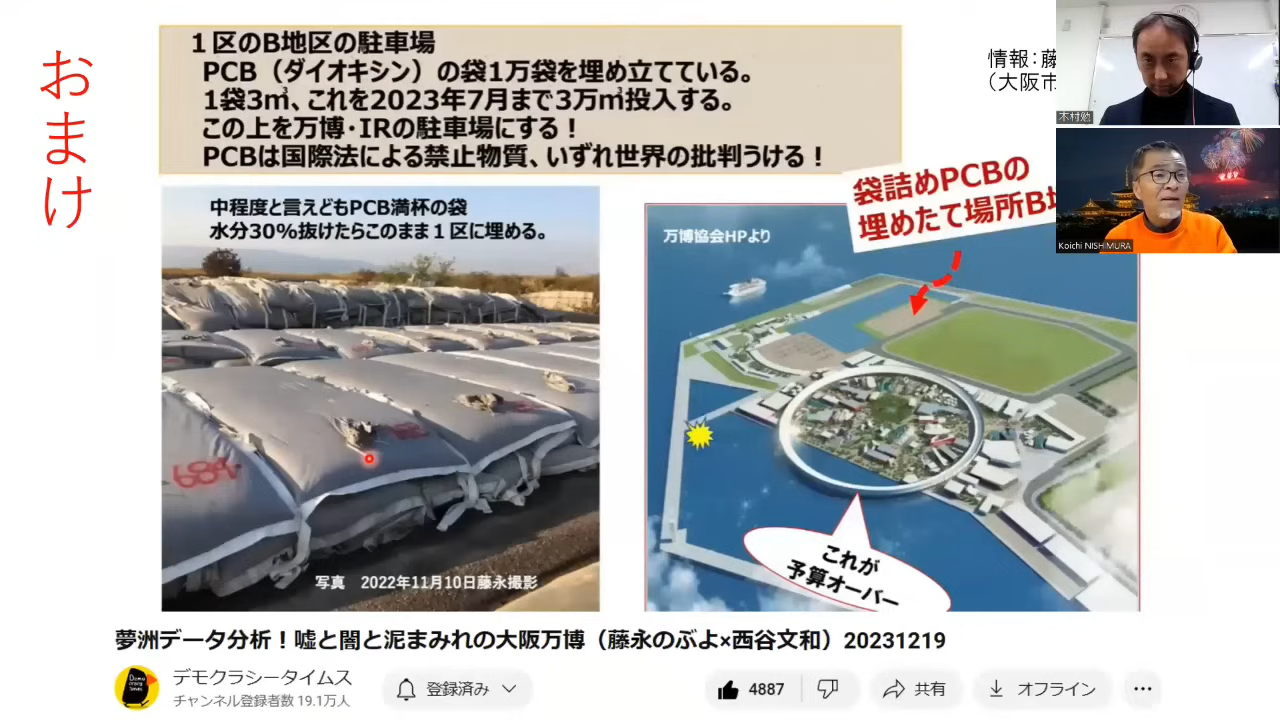 おまけ
１区のB地区の駐車場
PCB（ダイオキシン）の袋1万袋を埋め立てている。
1袋3㎥、これを2023年7月まで3万㎥投入する。
この上を万博・IRの駐車場にする！
PCBは国際法による禁止物質、いずれ世界の批判うける！
情報：藤
（大阪市
木村勉
Koichi NISHIMURA
中程度と言えどもPCB満杯の袋
水分30%抜けたらこのまま１区に埋める。
689
写真　2022年11月10日藤永撮影
万博協会HPより
袋詰めPCBの
埋めたて場所B地
これが
予算オーバー
夢洲データ分析！嘘と闇と泥まみれの大阪万博（藤永のぶよ×西谷文和）20231219
デモクラシータイムス
チャンネル登録者数 19.1万人
登録済み
4887
共有
オフライン